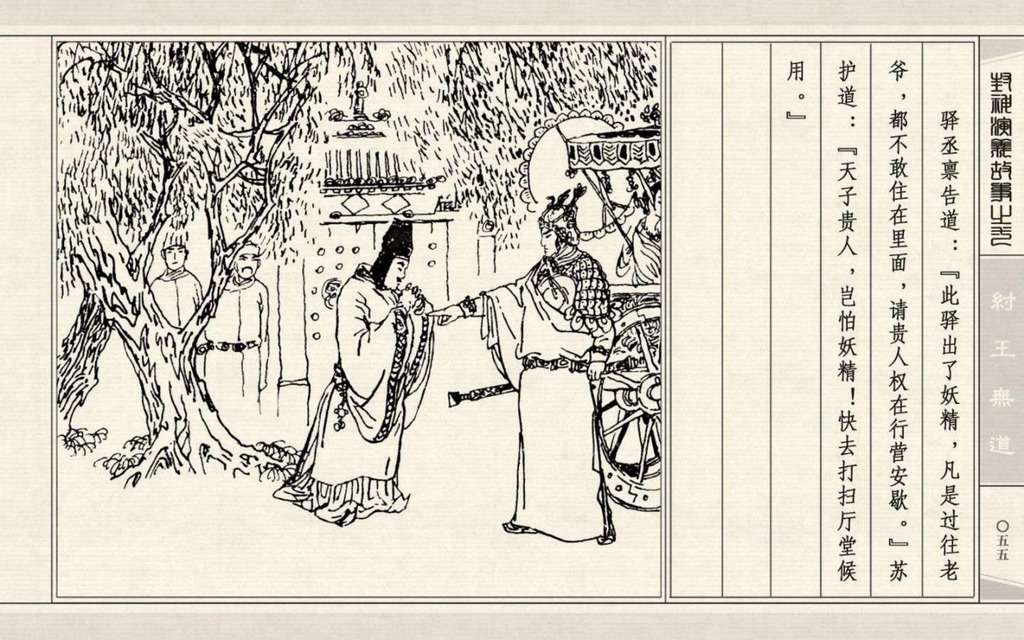 封神演义故事之一
纣王无道
〇五五
驿丞禀告道：『此驿出了妖精，凡是过往老
爷，都不敢住在里面，请贵人权在行营安歇。』苏
护道：『天子贵人，岂怕妖精！快去打扫厅堂候
用。』